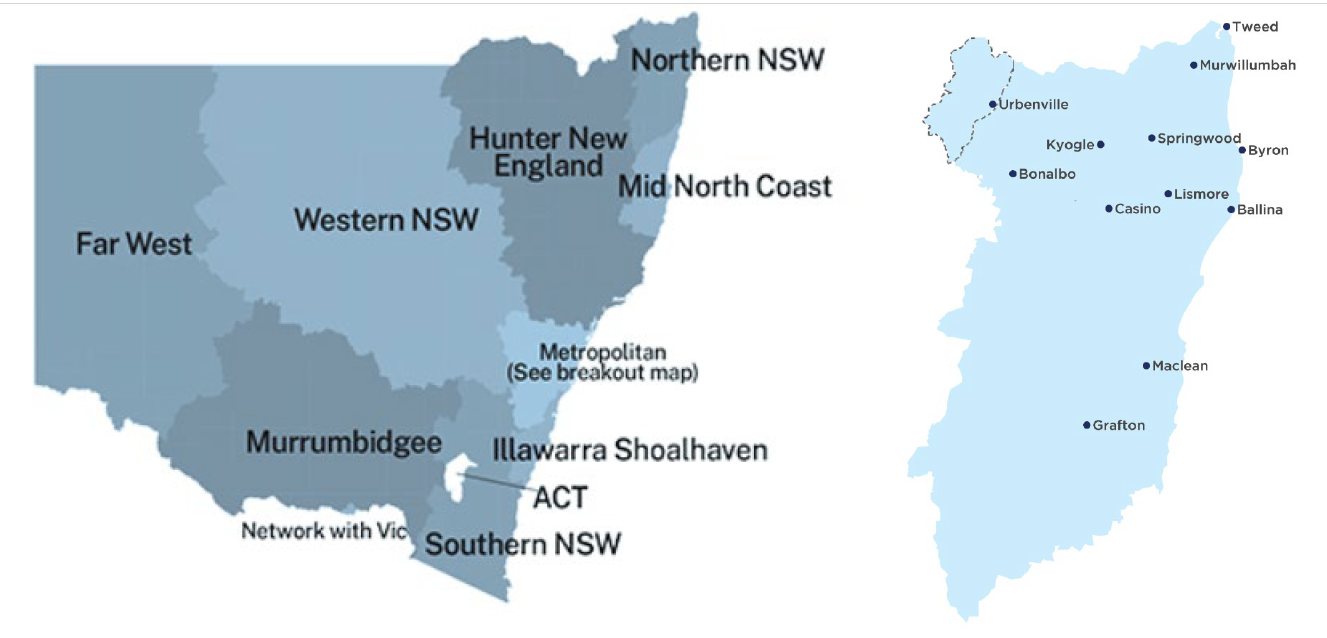 Northern NSW
Hunter New
England
Mid North Coast
Western NSW
Far West
Metropolitan
(See breakout map)
Murrumbidgee
Illawarra Shoalhaven
ACT
Network with Vic
Southern NSW
Tweed
Murwillumbah
Urbenville
Springwood
Kyogle
Byron
Bonalbo
Lismore
Casino
Ballina
Maclean
Grafton